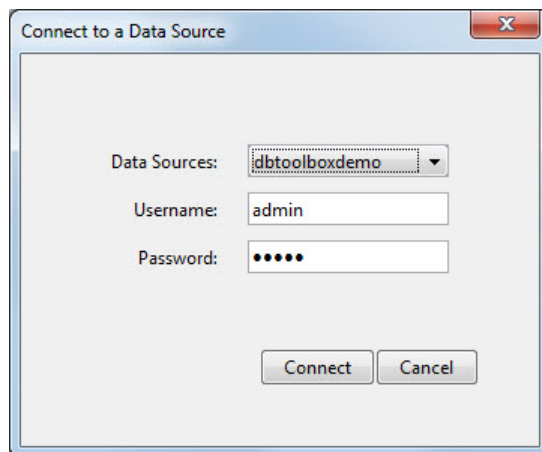 Connect to a Data Source
Data Sources: dbtoolboxdemo
Username: admin
Password: •••••
Connect Cancel